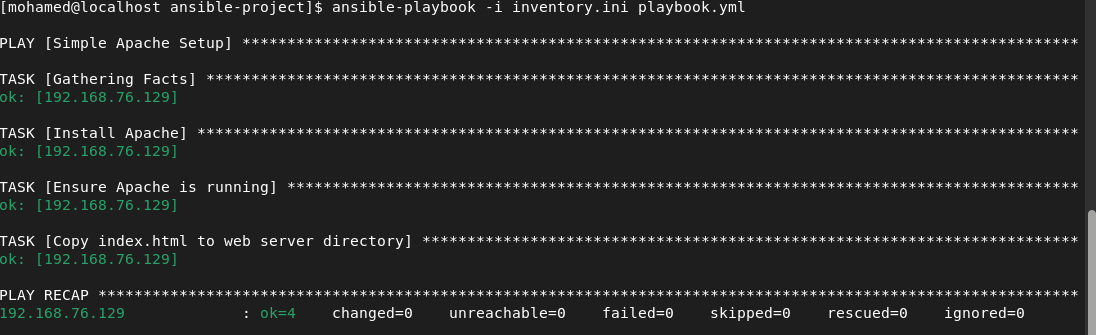 [mohamed@localhost ansible-project]$ ansible-playbook -i inventory.ini playbook.yml
PLAY [Simple Apache Setup] *********************************************************************************************
TASK [Gathering Facts] *************************************************************************************************
ok: [192.168.76.129]
TASK [Install Apache] **************************************************************************************************
ok: [192.168.76.129]
TASK [Ensure Apache is running] ****************************************************************************************
ok: [192.168.76.129]
TASK [Copy index.html to web server directory] *************************************************************************
ok: [192.168.76.129]
PLAY RECAP *************************************************************************************************************
192.168.76.129             : ok=4    changed=0    unreachable=0    failed=0    skipped=0    rescued=0    ignored=0